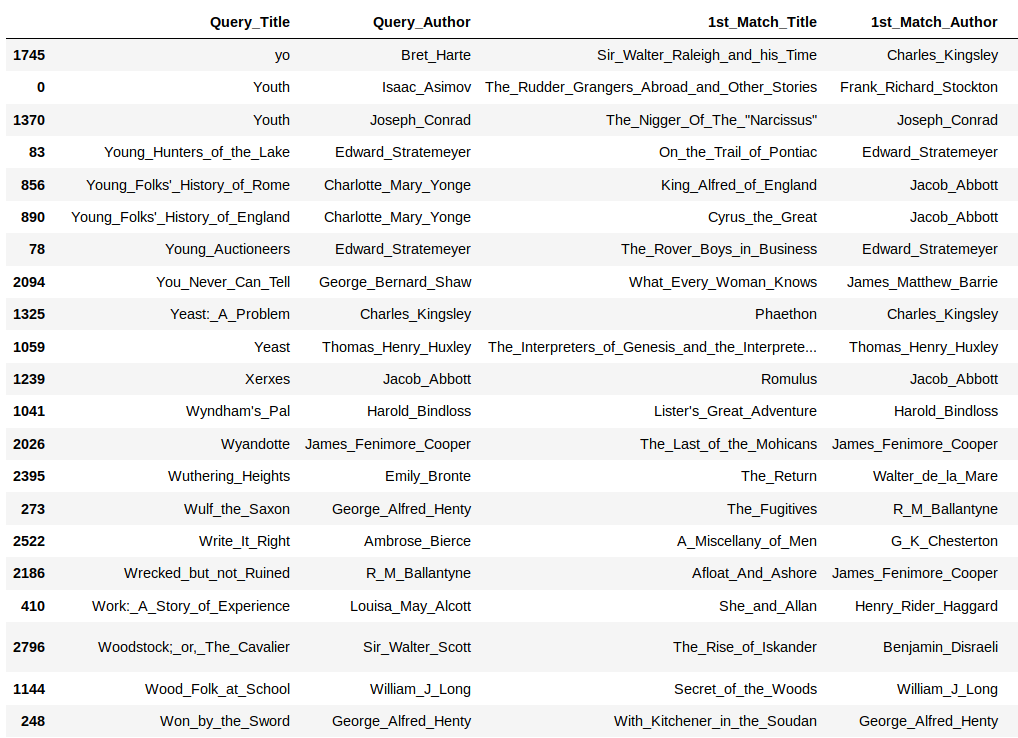 Query_Title Query_Author 1st_Match_Title 1st_Match_Author
1745 yo Bret_Harte Sir_Walter_Raleigh_and_his_Time Charles_Kingsley
0 Youth Isaac_Asimov The_Rudder_Grangers_Abroad_and_Other_Stories Frank_Richard_Stockton
1370 Youth Joseph_Conrad The_Nigger_Of_The_"Narcissus" Joseph_Conrad
83 Young_Hunters_of_the_Lake Edward_Stratemeyer On_the_Trail_of_Pontiac Edward_Stratemeyer
856 Young_Folks'_History_of_Rome Charlotte_Mary_Yonge King_Alfred_of_England Jacob_Abbott
890 Young_Folks'_History_of_England Charlotte_Mary_Yonge Cyrus_the_Great Jacob_Abbott
78 Young_Auctioneers Edward_Stratemeyer The_Rover_Boys_in_Business Edward_Stratemeyer
2094 You_Never_Can_Tell George_Bernard_Shaw What_Every_Woman_Knows James_Matthew_Barrie
1325 Yeast:_A_Problem Charles_Kingsley Phaethon Charles_Kingsley
1059 Yeast Thomas_Henry_Huxley The_Interpreters_of_Genesis_and_the_Interprete... Thomas_Henry_Huxley
1239 Xerxes Jacob_Abbott Romulus Jacob_Abbott
1041 Wyndham's_Pal Harold_Bindloss Lister's_Great_Adventure Harold_Bindloss
2026 Wyandotte James_Fenimore_Cooper The_Last_of_the_Mohicans James_Fenimore_Cooper
2395 Wuthering_Heights Emily_Bronte The_Return Walter_de_la_Mare
273 Wulf_the_Saxon George_Alfred_Henty The_Fugitives R_M_Ballantyne
2522 Write_It_Right Ambrose_Bierce A_Miscellany_of_Men G_K_Chesterton
2186 Wrecked_but_not_Ruined R_M_Ballantyne Afloat_And_Ashore James_Fenimore_Cooper
410 Work:_A_Story_of_Experience Louisa_May_Alcott She_and_Allan Henry_Rider_Haggard
2796 Woodstock;_or,_The_Cavalier Sir_Walter_Scott The_Rise_of_Iskander Benjamin_Disraeli
1144 Wood_Folk_at_School William_J_Long Secret_of_the_Woods William_J_Long
248 Won_by_the_Sword George_Alfred_Henty With_Kitchener_in_the_Soudan George_Alfred_Henty